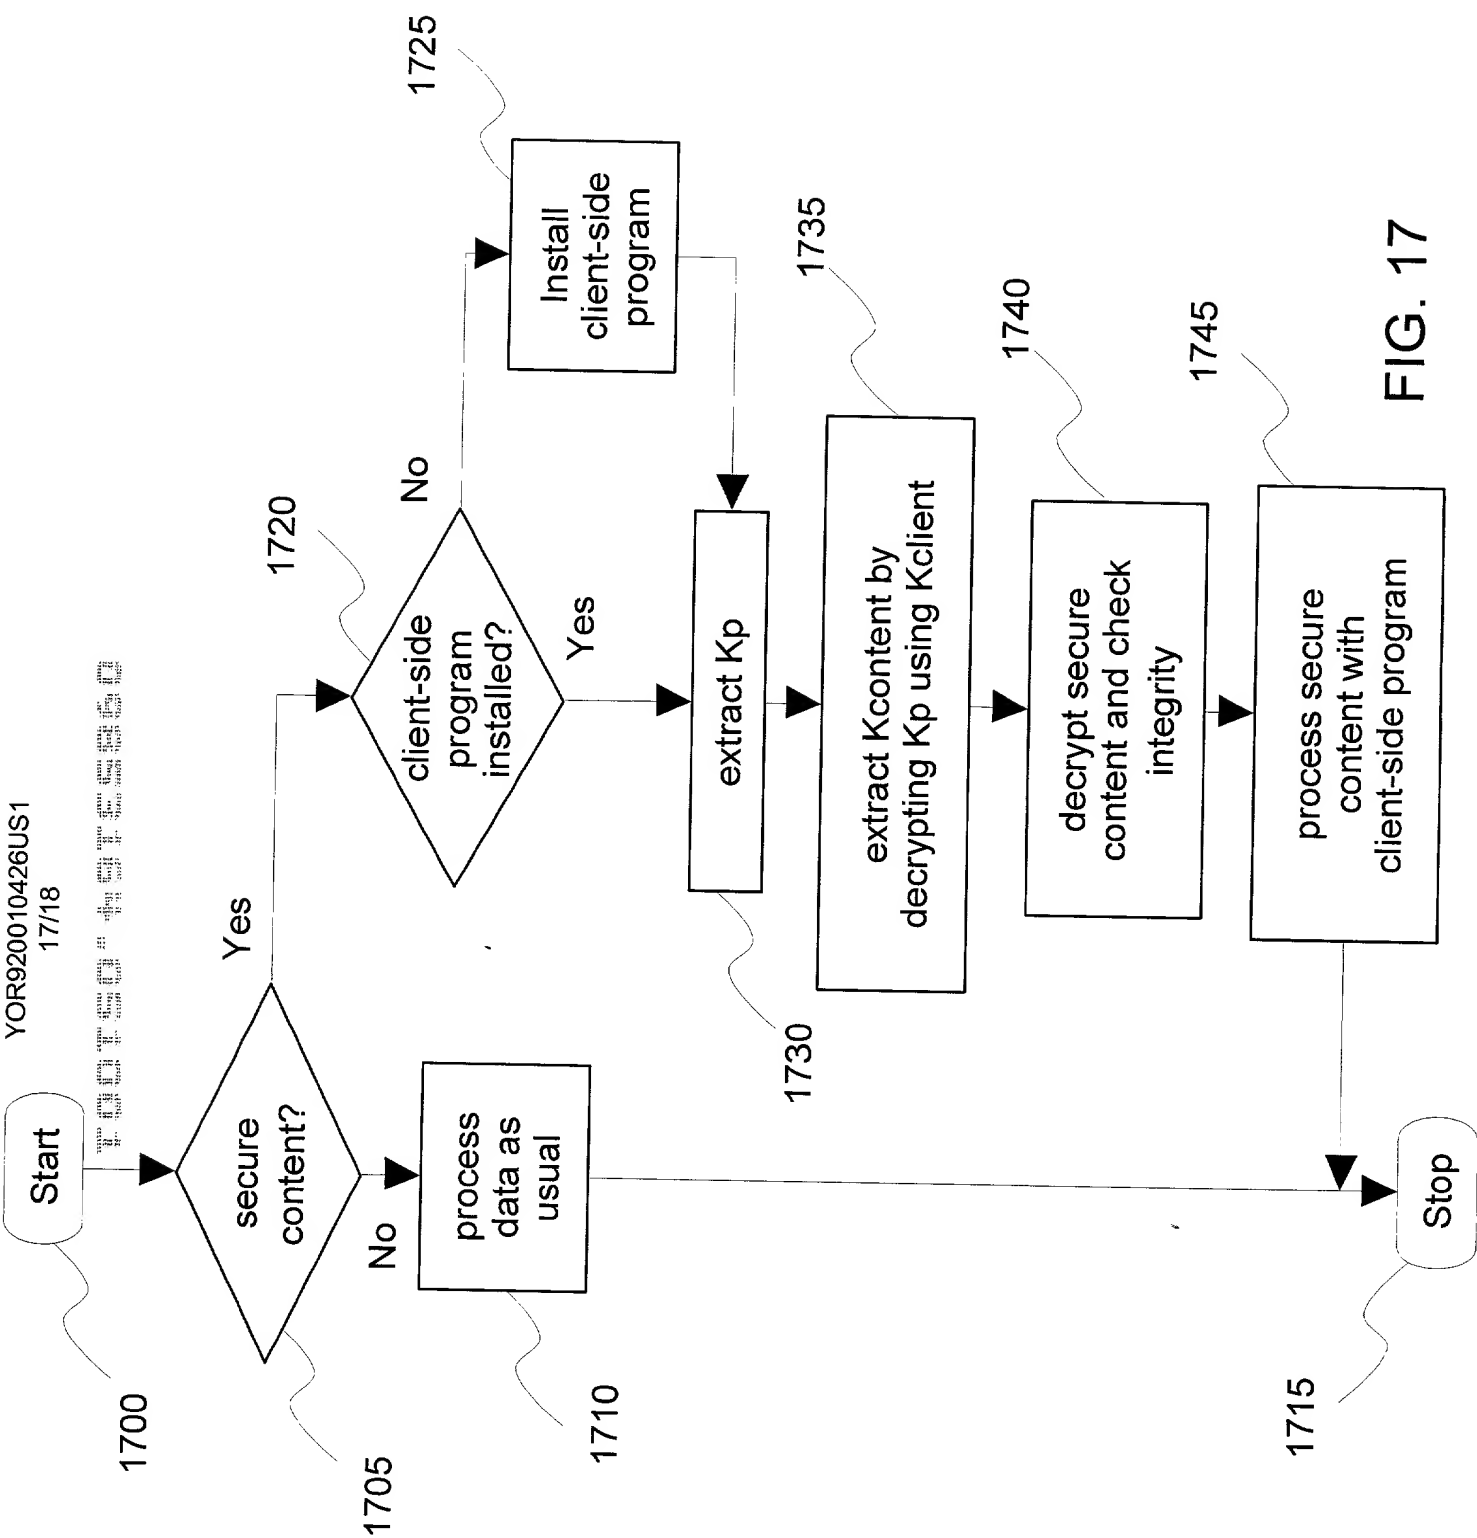 YOR920010426US1
17/18
Start
1700
secure
content?
1705
Yes
No
process
data as
usual
1710
client-side
program
installed?
1720
No
Yes
Install
client-side
program
1725
extract Kp
1730
extract Kcontent by
decrypting Kp using Kclient
1735
decrypt secure
content and check
integrity
1740
process secure
content with
client-side program
1745
Stop
1715
FIG. 17